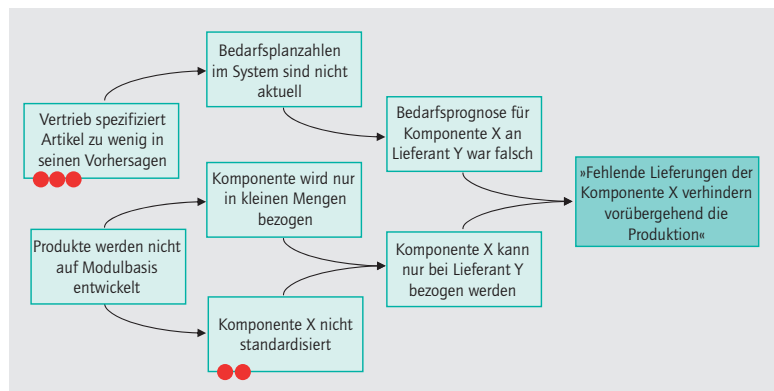 Bedarfsplanzahlen
im System sind nicht
aktuell
Vertrieb spezifiziert
Artikel zu wenig in
seinen Vorhersagen
Bedarfsprognose für
Komponente X an
Lieferant Y war falsch
Komponente wird nur
in kleinen Mengen
bezogen
»Fehlende Lieferungen der
Komponente X verhindern
vorübergehend die
Produktion«
Produkte werden nicht
auf Modulbasis
entwickelt
Komponente X kann
nur bei Lieferant Y
bezogen werden
Komponente X nicht
standardisiert